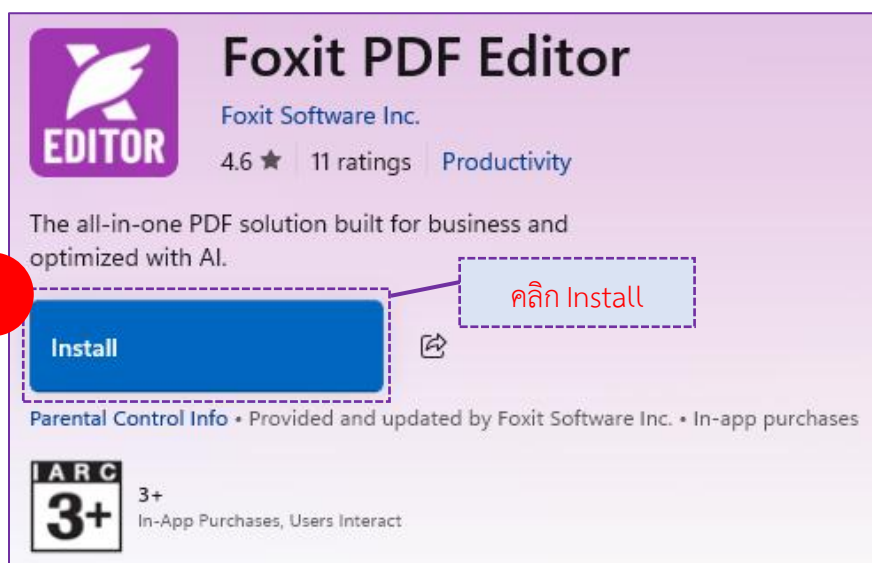 Foxit PDF Editor
EDITOR
Foxit Software Inc.
4.6 ★ 11 ratings Productivity
The all-in-one PDF solution built for business and
optimized with AI.
คลิก Install
Install
Parental Control Info • Provided and updated by Foxit Software Inc. • In-app purchases
IARC
3+
3+
In-App Purchases, Users Interact